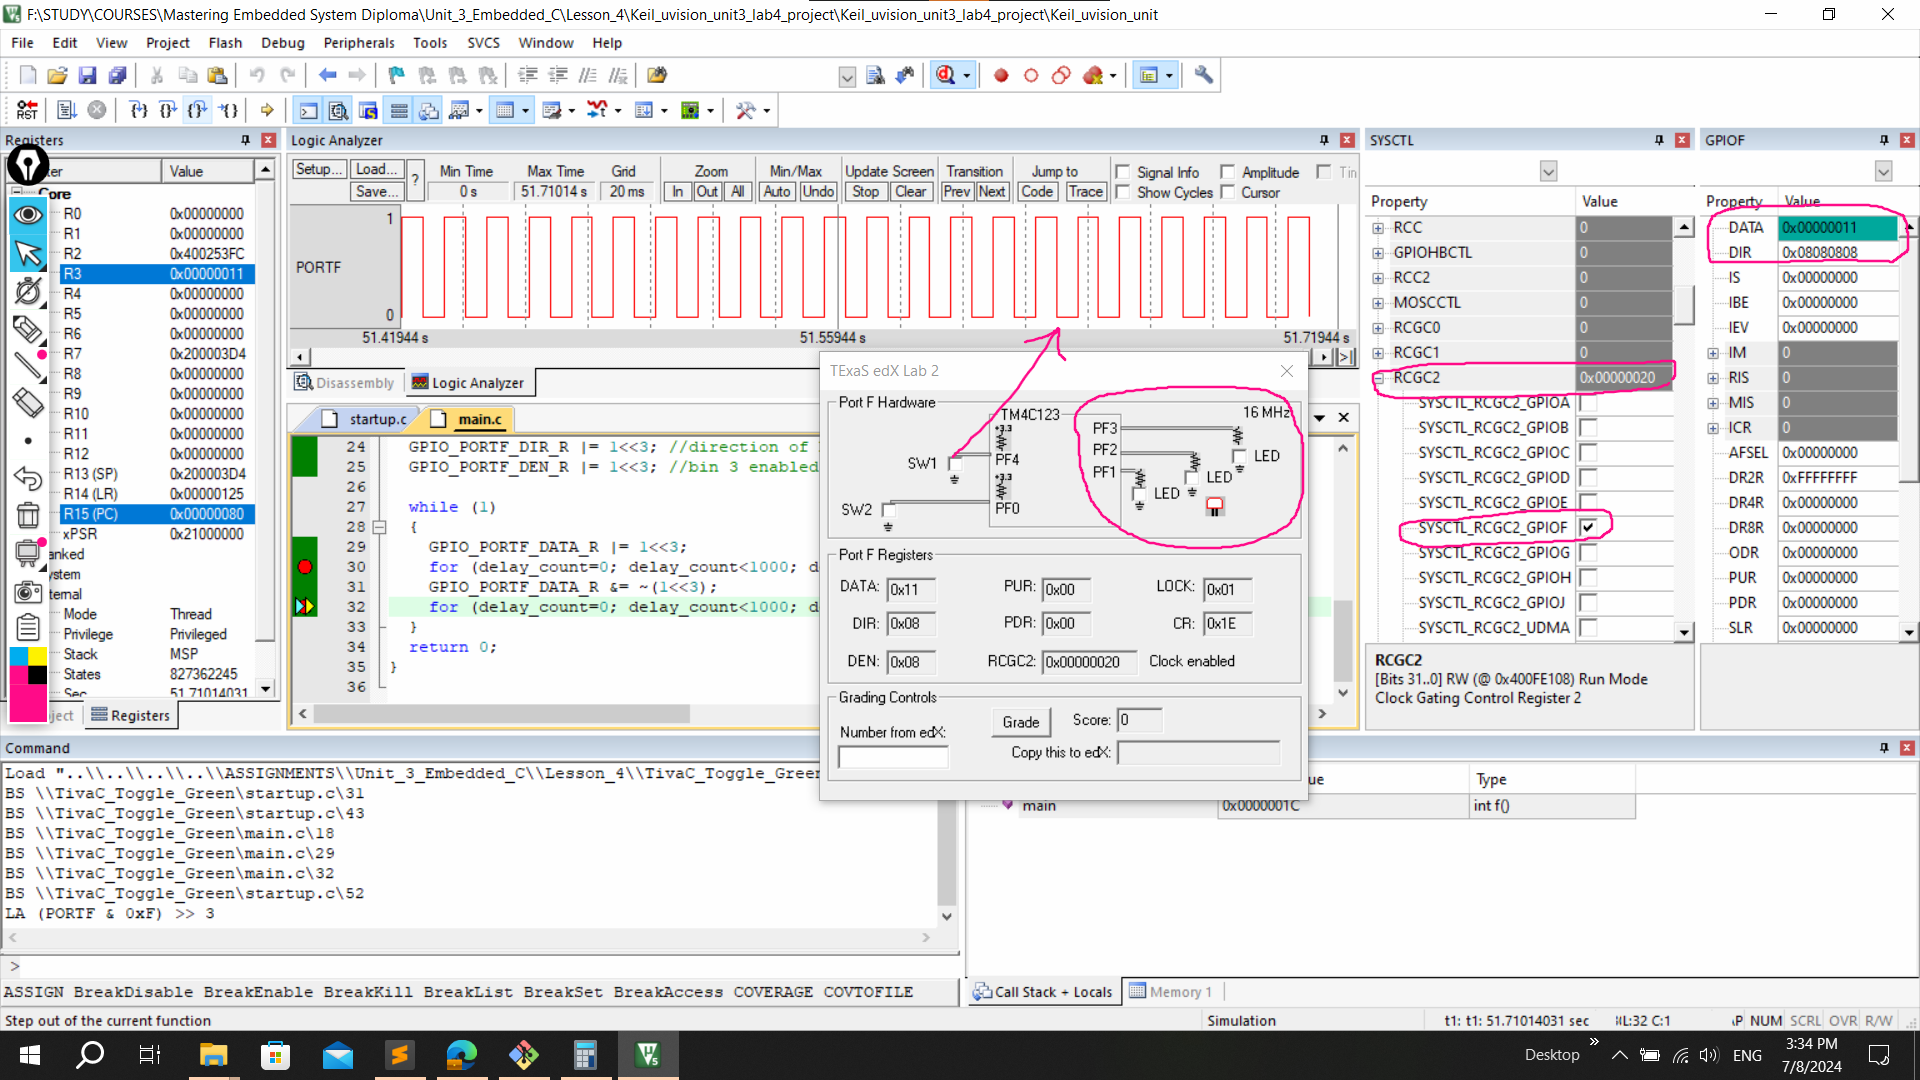 F:\STUDY\COURSES\Mastering Embedded System Diploma\Unit_3_Embedded_C\Lesson_4\Keil_uvision_unit3_lab4_project\Keil_uvision_unit3_lab4_project\Keil_uvision_unit
File Edit View Project Flash Debug Peripherals Tools SVCS Window Help
Registers
Value
Core
R0 0x00000000
R1 0x00000000
R2 0x400253FC
R3 0x00000011
R4 0x00000000
R5 0x00000000
R6 0x00000000
R7 0x200003D4
R8 0x00000000
R9 0x00000000
R10 0x00000000
R11 0x00000000
R12 0x00000000
R13 (SP) 0x200003D4
R14 (LR) 0x00000125
R15 (PC) 0x00000080
xPSR 0x21000000
Mode Thread
Privilege Privileged
Stack MSP
States 827362245
Sec 51.71014031
Registers
Logic Analyzer
Setup... Load... Save... ?
Min Time Max Time Grid Zoom Min/Max Update Screen Transition Jump to
0 s 51.71014 s 20 ms In Out All Auto Undo Stop Clear Prev Next Code Trace
Signal Info Amplitude
Show Cycles Cursor
1
PORTF
0
51.41944 s 51.55944 s 51.71944 s
Disassembly Logic Analyzer
startup.c main.c
24 GPIO_PORTF_DIR_R |= 1<<3; //direction of
25 GPIO_PORTF_DEN_R |= 1<<3; //bin 3 enabled
26
27 while (1)
28 {
29 GPIO_PORTF_DATA_R |= 1<<3;
30 for (delay_count=0; delay_count<1000; d
31 GPIO_PORTF_DATA_R &= ~(1<<3);
32 for (delay_count=0; delay_count<1000; d
33 }
34 return 0;
35 }
36
TExaS edX Lab 2
Port F Hardware
TM4C123 16 MHz
+3.3 PF3
PF2
SW1 PF4 PF1 LED
LED
LED
+3.3
SW2 PF0
Port F Registers
DATA: 0x11 PUR: 0x00 LOCK: 0x01
DIR: 0x08 PDR: 0x00 CR: 0x1E
DEN: 0x08 RCGC2: 0x00000020 Clock enabled
Grading Controls
Number from edX: Grade Score: 0
Copy this to edX:
SYSCTL
Property Value
RCC 0
GPIOHBCTL 0
RCC2 0
MOSCCTL 0
RCGC0 0
RCGC1 0
RCGC2 0x00000020
SYSCTL_RCGC2_GPIOA
SYSCTL_RCGC2_GPIOB
SYSCTL_RCGC2_GPIOC
SYSCTL_RCGC2_GPIOD
SYSCTL_RCGC2_GPIOE
SYSCTL_RCGC2_GPIOF
SYSCTL_RCGC2_GPIOG
SYSCTL_RCGC2_GPIOH
SYSCTL_RCGC2_GPIOJ
SYSCTL_RCGC2_UDMA
RCGC2
[Bits 31..0] RW (@ 0x400FE108) Run Mode
Clock Gating Control Register 2
GPIOF
Property Value
DATA 0x00000011
DIR 0x08080808
IS 0x00000000
IBE 0x00000000
IEV 0x00000000
IM 0
RIS 0
MIS 0
ICR 0
AFSEL 0x00000000
DR2R 0xFFFFFFFF
DR4R 0x00000000
DR8R 0x00000000
ODR 0x00000000
PUR 0x00000000
PDR 0x00000000
SLR 0x00000000
Command
Load "..\\..\\..\\..\\ASSIGNMENTS\\Unit_3_Embedded_C\\Lesson_4\\TivaC_Toggle_Green
BS \\TivaC_Toggle_Green\startup.c\31
BS \\TivaC_Toggle_Green\startup.c\43
BS \\TivaC_Toggle_Green\main.c\18
BS \\TivaC_Toggle_Green\main.c\29
BS \\TivaC_Toggle_Green\main.c\32
BS \\TivaC_Toggle_Green\startup.c\52
LA (PORTF & 0xF) >> 3
>
ASSIGN BreakDisable BreakEnable BreakKill BreakList BreakSet BreakAccess COVERAGE COVTOFILE
Type
main 0x0000001C int f()
Call Stack + Locals Memory 1
Step out of the current function Simulation t1: t1: 51.71014031 sec L:32 C:1 NUM SCRL OVR R/W
Desktop ENG 3:34 PM
7/8/2024